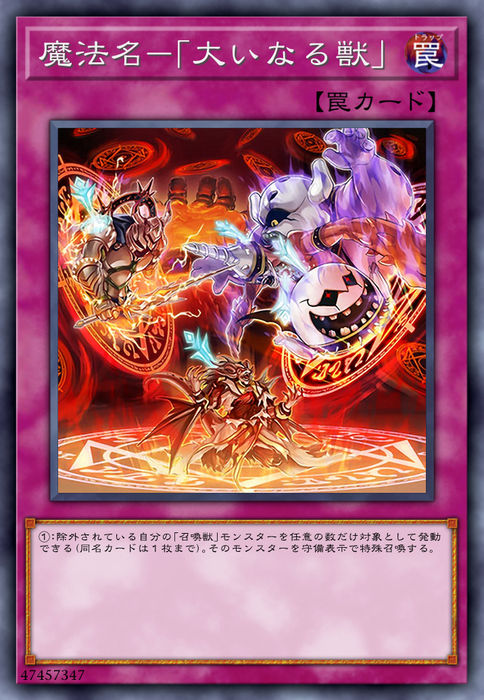 魔法名－「大いなる獣」
トラップ
罠
【罠カード】
①：除外されている自分の「召喚獣」モンスターを任意の数だけ対象として発動
できる（同名カードは１枚まで）。そのモンスターを守備表示で特殊召喚する。
47457347